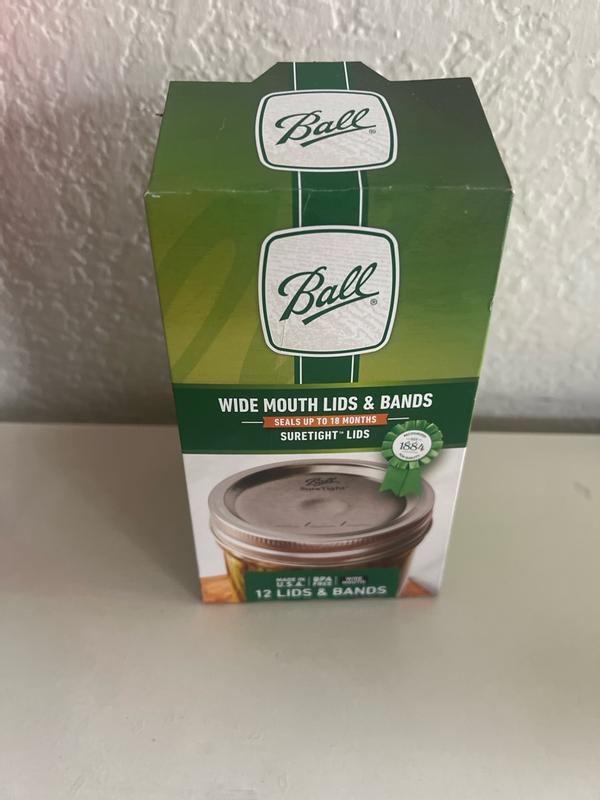 Ball®
Ball®
WIDE MOUTH LIDS & BANDS
SEALS UP TO 18 MONTHS
SURETIGHT™ LIDS
1884
Ball
SureTight™
MADE IN U.S.A. | BPA FREE | WIDE MOUTH
12 LIDS & BANDS